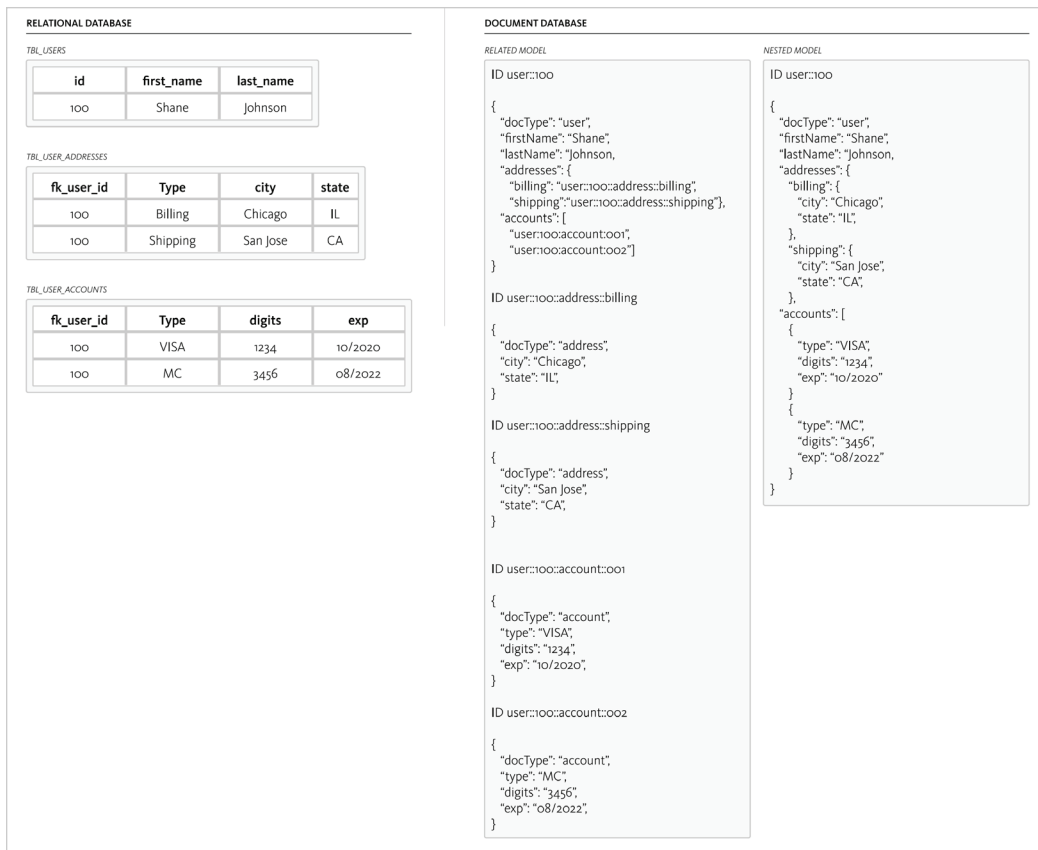 RELATIONAL DATABASE
TBL_USERS
id first_name last_name
100 Shane Johnson
TBL_USER_ADDRESSES
fk_user_id Type city state
100 Billing Chicago IL
100 Shipping San Jose CA
TBL_USER_ACCOUNTS
fk_user_id Type digits exp
100 VISA 1234 10/2020
100 MC 3456 08/2022
DOCUMENT DATABASE
RELATED MODEL
ID user::100
{
“docType”: “user”,
“firstName”: “Shane”,
“lastName”: “Johnson,
“addresses”: {
“billing”: “user::100::address::billing”,
“shipping”:“user::100::address::shipping”},
“accounts”: [
“user:100:account:001”,
“user:100:account:002”]
}
ID user::100::address::billing
{
“docType”: “address”,
“city”: “Chicago”,
“state”: “IL”,
}
ID user::100::address::shipping
{
“docType”: “address”,
“city”: “San Jose”,
“state”: “CA”,
}
ID user::100::account::001
{
“docType”: “account”,
“type”: “VISA”,
“digits”: “1234”,
“exp”: “10/2020”,
}
ID user::100::account::002
{
“docType”: “account”,
“type”: “MC”,
“digits”: “3456”,
“exp”: “08/2022”,
}
NESTED MODEL
ID user::100
{
“docType”: “user”,
“firstName”: “Shane”,
“lastName”: “Johnson,
“addresses”: {
“billing”: {
“city”: “Chicago”,
“state”: “IL”,
},
“shipping”: {
“city”: “San Jose”,
“state”: “CA”,
},
“accounts”: [
{
“type”: “VISA”,
“digits”: “1234”,
“exp”: “10/2020”
}
{
“type”: “MC”,
“digits”: “3456”,
“exp”: “08/2022”
}
}